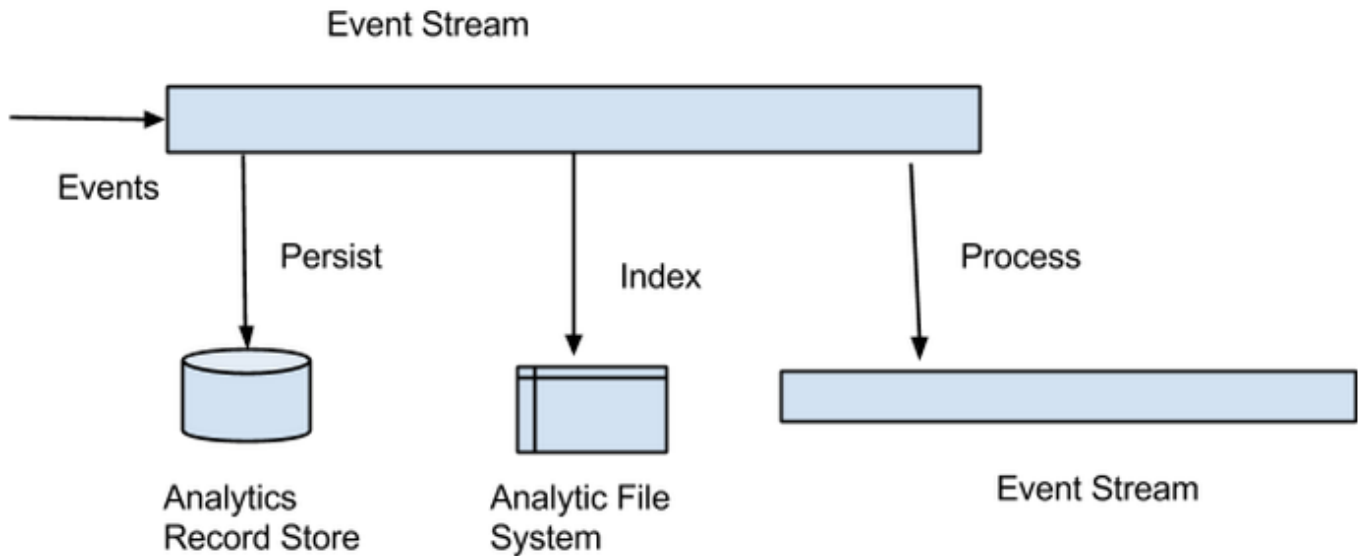 Event Stream
Events
Persist
Index
Process
Analytics
Record Store
Analytic File
System
Event Stream